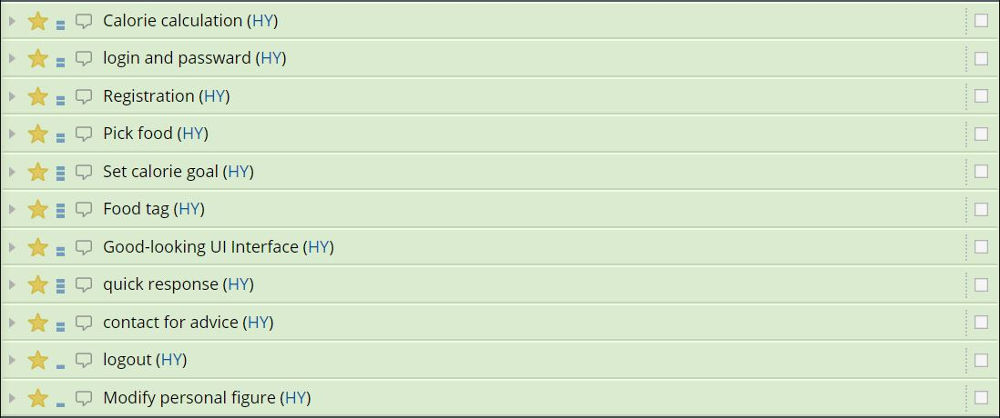 Calorie calculation (HY)
login and passward (HY)
Registration (HY)
Pick food (HY)
Set calorie goal (HY)
Food tag (HY)
Good-looking UI Interface (HY)
quick response (HY)
contact for advice (HY)
logout (HY)
Modify personal figure (HY)